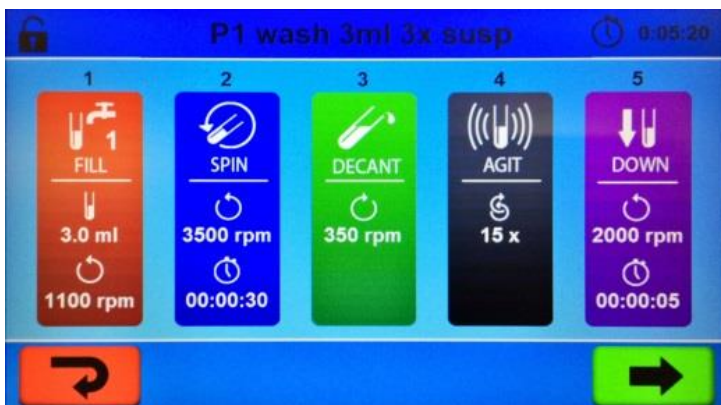 P1 wash 3ml 3x susp
0:05:20
1
1
FILL
3.0 ml
1100 rpm
2
SPIN
3500 rpm
00:00:30
3
DECANT
350 rpm
4
AGIT
15 x
5
DOWN
2000 rpm
00:00:05